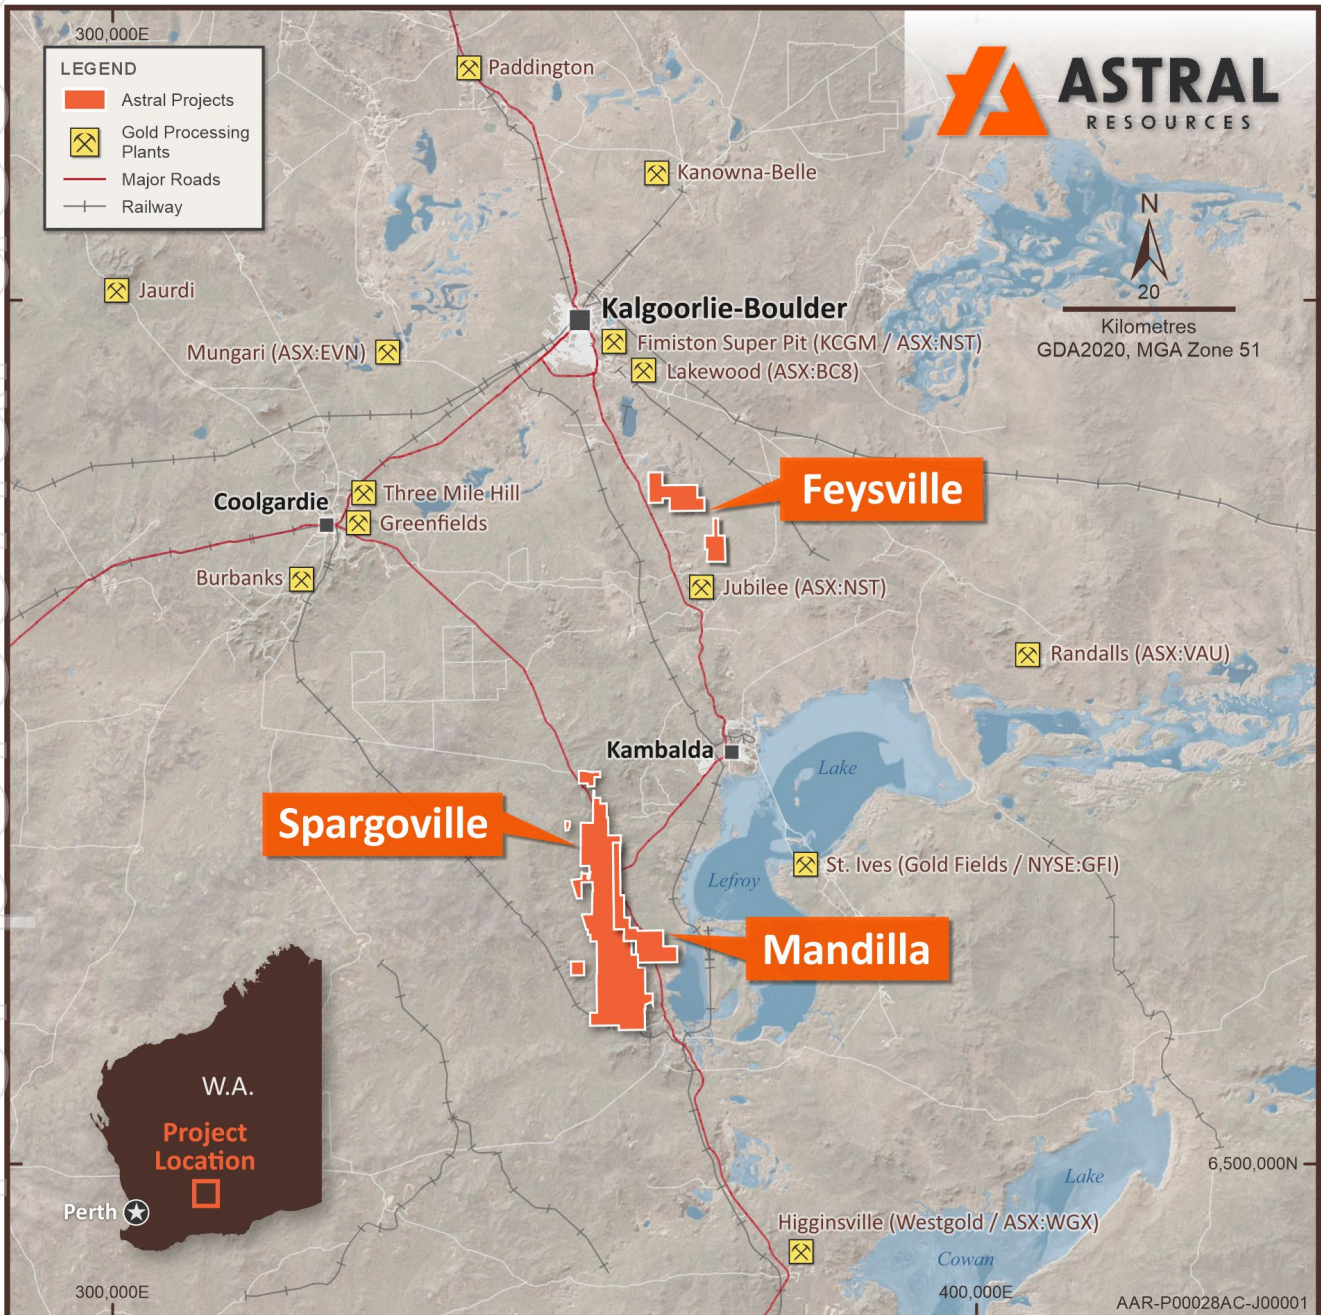 300,000E
LEGEND
Astral Projects
Gold Processing
Plants
Major Roads
Railway
ASTRAL
RESOURCES
Paddington
Kanowna-Belle
N
20
Kilometres
GDA2020, MGA Zone 51
Jaurdi
Kalgoorlie-Boulder
Mungari (ASX:EVN)
Fimiston Super Pit (KCGM / ASX:NST)
Lakewood (ASX:BC8)
Feysville
Coolgardie
Three Mile Hill
Greenfields
Burbanks
Jubilee (ASX:NST)
Randalls (ASX:VAU)
Kambalda
Lake
Spargoville
Lefroy
St. Ives (Gold Fields / NYSE:GFI)
Mandilla
W.A.
Project
Location
Perth
6,500,000N
Lake
Higginsville (Westgold / ASX:WGX)
Cowan
300,000E
400,000E
AAR-P00028AC-J00001